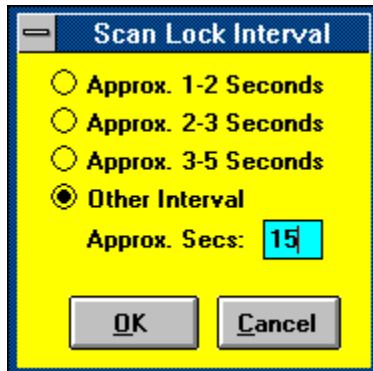 Scan Lock Interval
Approx. 1-2 Seconds
Approx. 2-3 Seconds
Approx. 3-5 Seconds
Other Interval
Approx. Secs: 15
OK Cancel